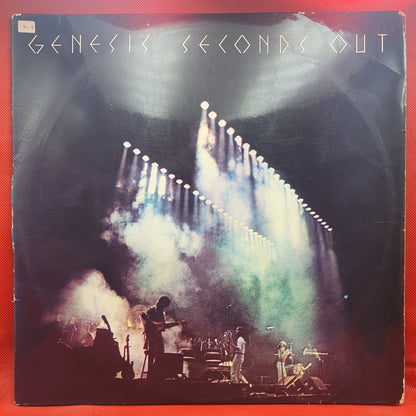 GENESIS SECONDS OUT